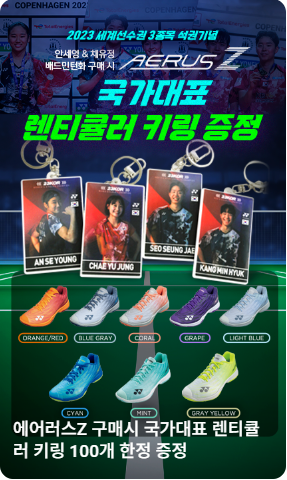 COPENHAGEN 202
2023 세계선수권 3종목 석권기념
안세영 & 채유정
배드민턴화 구매 시 AERUS Z
국가대표
렌티큘러 키링 증정
AN SE YOUNG
CHAE YU JUNG
SEO SEUNG JAE
KANG MIN HYUK
ORANGE/RED
BLUE GRAY
CORAL
GRAPE
LIGHT BLUE
CYAN
MINT
GRAY YELLOW
에어러스Z 구매시 국가대표 렌티큘
러 키링 100개 한정 증정